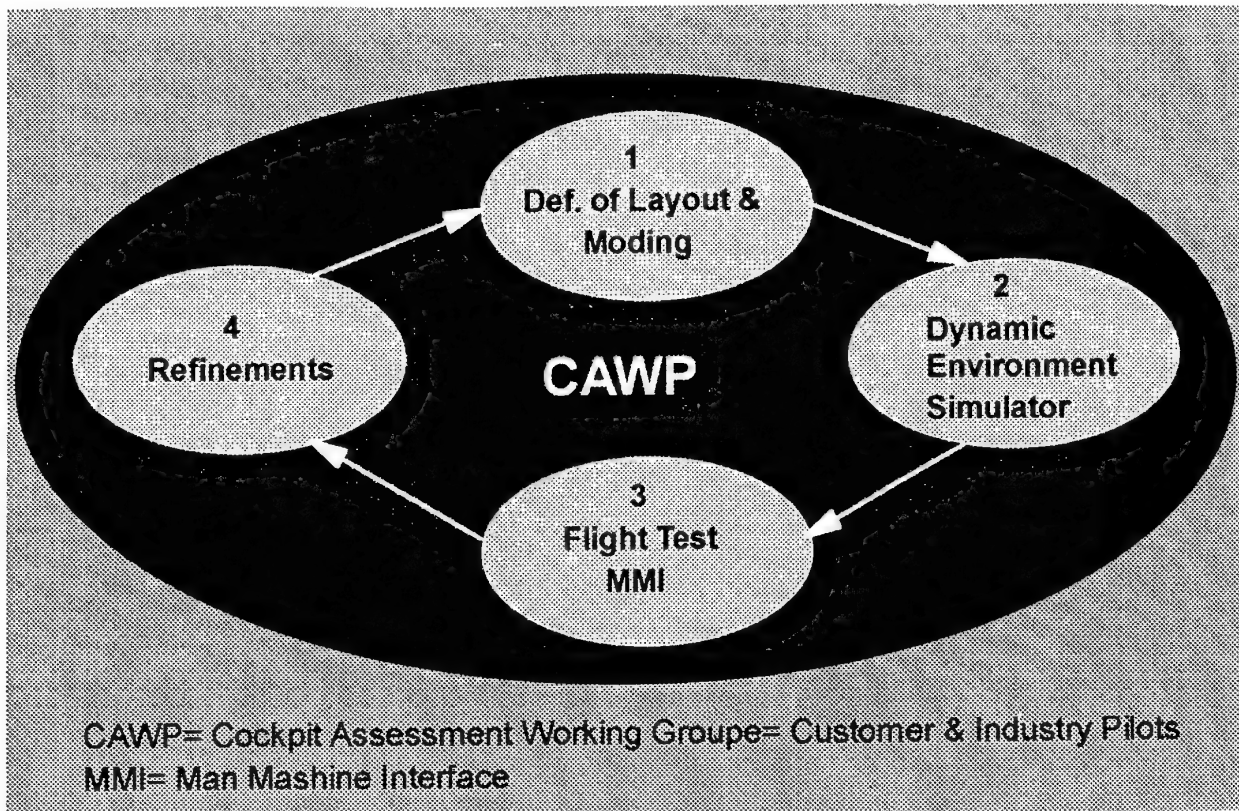 1
Def. of Layout &
Moding
2
Dynamic
Environment
Simulator
4
Refinements
CAWP
3
Flight Test
MMI
CAWP= Cockpit Assessment Working Groupe= Customer & Industry Pilots
MMI= Man Mashine Interface